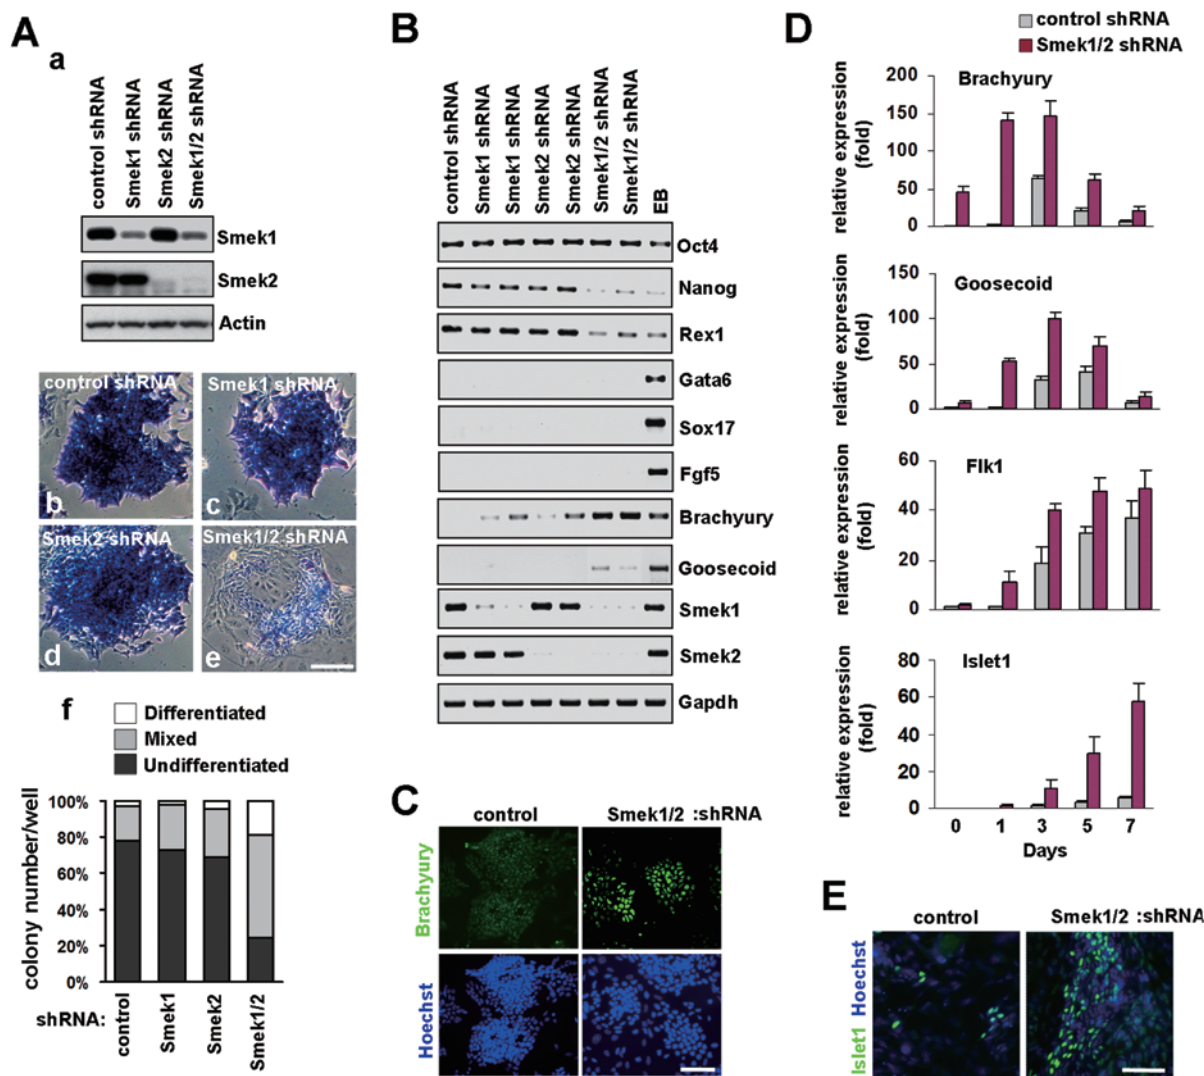 A
a
control shRNA
Smek1 shRNA
Smek2 shRNA
Smek1/2 shRNA
Smek1
Smek2
Actin
control shRNA
b
Smek1 shRNA
c
Smek2 shRNA
d
Smek1/2 shRNA
e
f
Differentiated
Mixed
Undifferentiated
colony number/well
100%
80%
60%
40%
20%
0%
shRNA:
control
Smek1
Smek2
Smek1/2
B
control shRNA
Smek1 shRNA
Smek1 shRNA
Smek2 shRNA
Smek2 shRNA
Smek1/2 shRNA
Smek1/2 shRNA
EB
Oct4
Nanog
Rex1
Gata6
Sox17
Fgf5
Brachyury
Goosecoid
Smek1
Smek2
Gapdh
C
control
Smek1/2 :shRNA
Brachyury
Hoechst
D
control shRNA
Smek1/2 shRNA
Brachyury
relative expression
(fold)
200
150
100
50
0
Goosecoid
relative expression
(fold)
150
100
50
0
Flk1
relative expression
(fold)
60
40
20
0
Islet1
relative expression
(fold)
80
60
40
20
0
0 1 3 5 7
Days
E
control
Smek1/2 :shRNA
Islet1 Hoechst